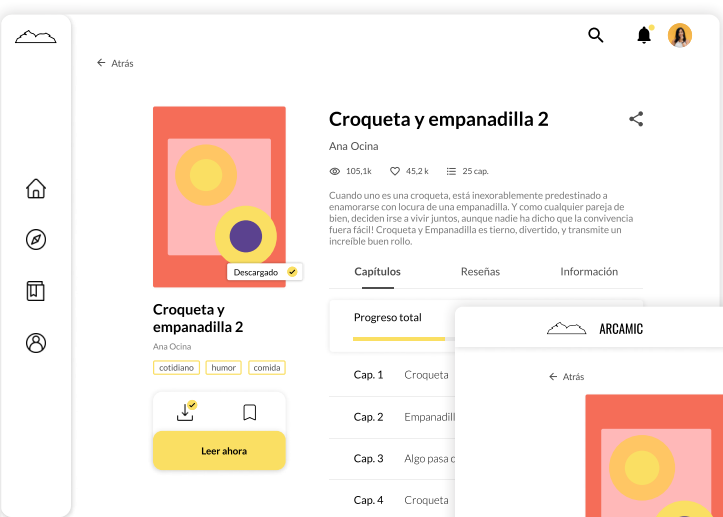 Atrás
Croqueta y empanadilla 2
Ana Ocina
105,1k 45,2 k 25 cap.
Cuando uno es una croqueta, está inexorablemente predestinado a
enamorarse con locura de una empanadilla. Y como cualquier pareja de
bien, deciden irse a vivir juntos, aunque nadie ha dicho que la convivencia
fuera fácil! Croqueta y Empanadilla es tierno, divertido, y transmite un
increíble buen rollo.
Descargado
Capítulos Reseñas Información
Croqueta y
empanadilla 2
Ana Ocina
cotidiano humor comida
Leer ahora
Progreso total
Cap. 1 Croqueta
Cap. 2 Empanadill
Cap. 3 Algo pasa c
Cap. 4 Croqueta
ARCAMIC
Atrás